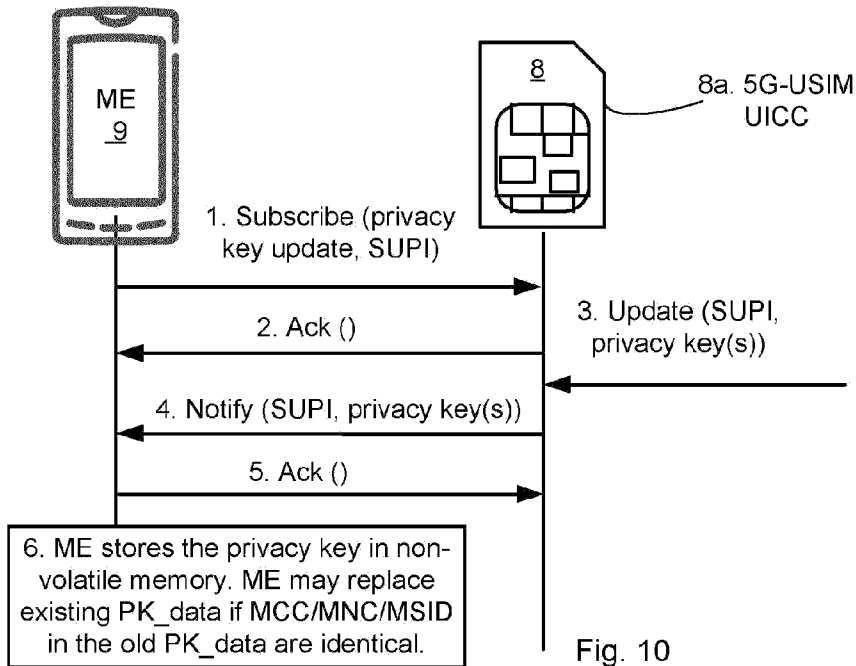 ME
9
8
8a. 5G-USIM
UICC
1. Subscribe (privacy
key update, SUPI)
2. Ack ()
3. Update (SUPI,
privacy key(s))
4. Notify (SUPI, privacy key(s))
5. Ack ()
6. ME stores the privacy key in non-
volatile memory. ME may replace
existing PK_data if MCC/MNC/MSID
in the old PK_data are identical.
Fig. 10